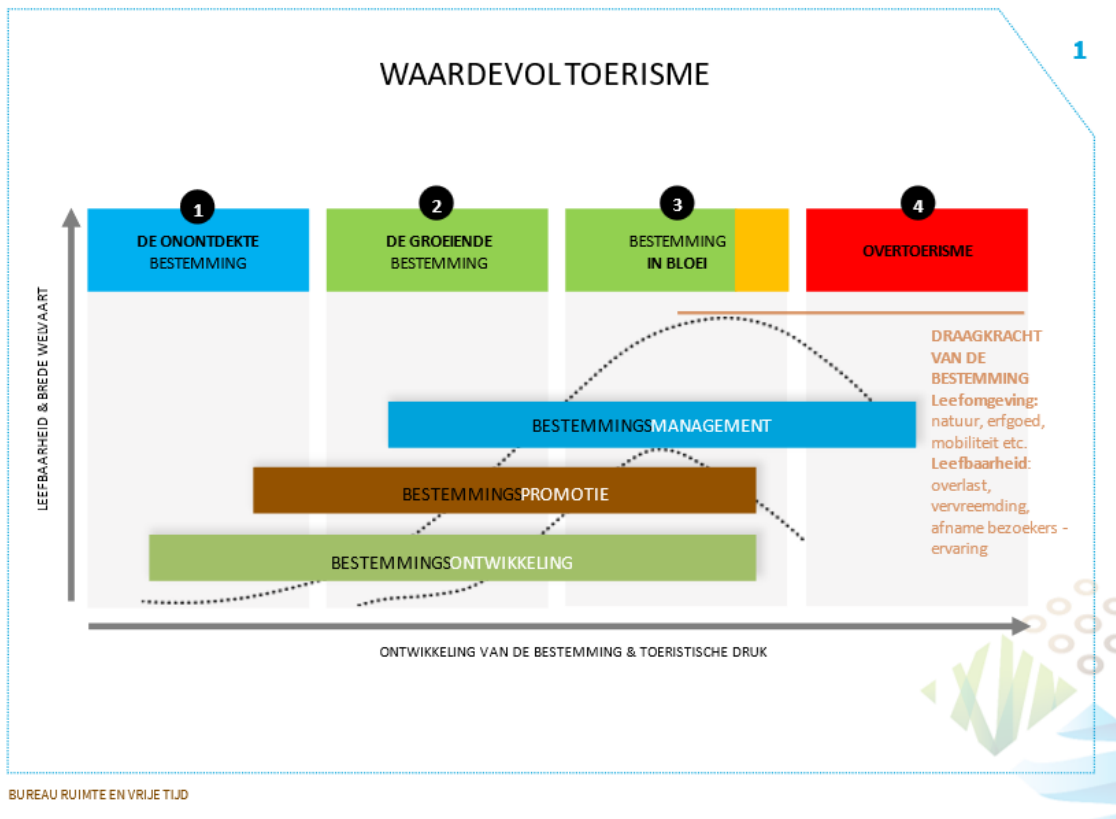 1
WAARDEVOL TOERISME
1
DE ONONTDEKTE
BESTEMMING
2
DE GROEIENDE
BESTEMMING
3
BESTEMMING
IN BLOEI
4
OVERTOERISME
LEEFBAARHEID & BREDE WELVAART
DRAAGKRACHT
VAN DE
BESTEMMING
Leefomgeving:
natuur, erfgoed,
mobiliteit etc.
Leefbaarheid:
overlast,
vervreemding,
afname bezoekers -
ervaring
BESTEMMINGSMANAGEMENT
BESTEMMINGSPROMOTIE
BESTEMMINGSONTWIKKELING
ONTWIKKELING VAN DE BESTEMMING & TOERISTISCHE DRUK
BUREAU RUIMTE EN VRIJE TIJD